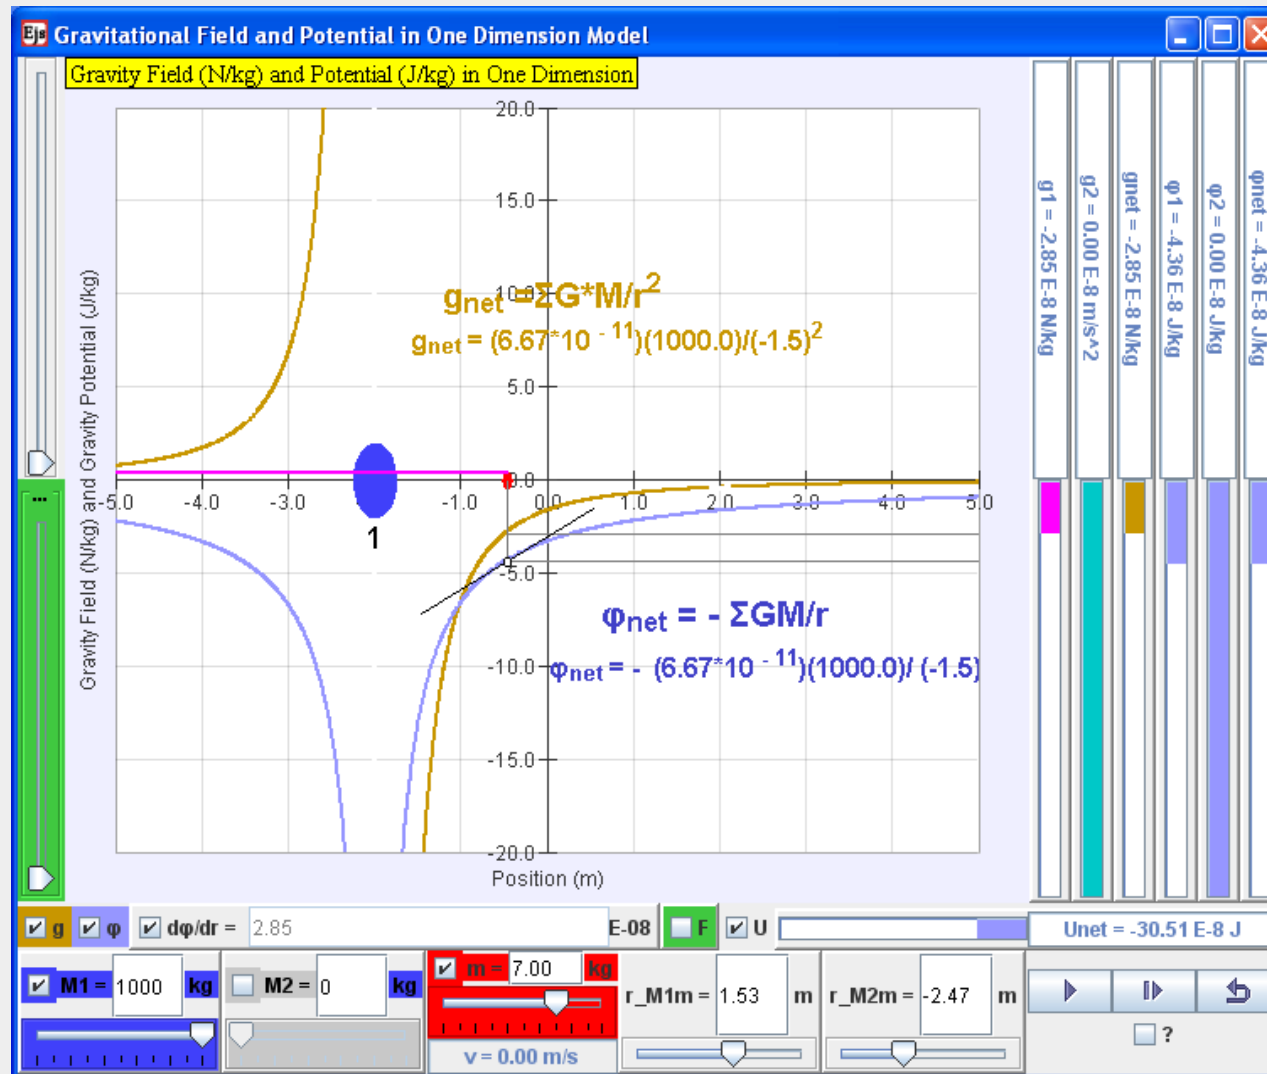 Ejs Gravitational Field and Potential in One Dimension Model
Gravity Field (N/kg) and Potential (J/kg) in One Dimension
Gravity Field (N/kg) and Gravity Potential (J/kg)
20.0
15.0
10.0
5.0
0.0
-5.0
-10.0
-15.0
-20.0
gnet =ΣG*M/r²
gnet = (6.67*10 ⁻¹¹)(1000.0)/(-1.5)²
-5.0 -4.0 -3.0 -1.0 0.0 1.0 2.0 3.0 4.0 5.0
1
φnet = - ΣGM/r
φnet = - (6.67*10 ⁻¹¹)(1000.0)/ (-1.5)
Position (m)
g1 = -2.85 E-8 N/kg
g2 = 0.00 E-8 m/s^2
gnet = -2.85 E-8 N/kg
φ1 = -4.36 E-8 J/kg
φ2 = 0.00 E-8 J/kg
φnet = -4.36 E-8 J/kg
...
g φ dφ/dr = 2.85 E-08 F U Unet = -30.51 E-8 J
M1 = 1000 kg M2 = 0 kg m = 7.00 kg r_M1m = 1.53 m r_M2m = -2.47 m
v = 0.00 m/s
?